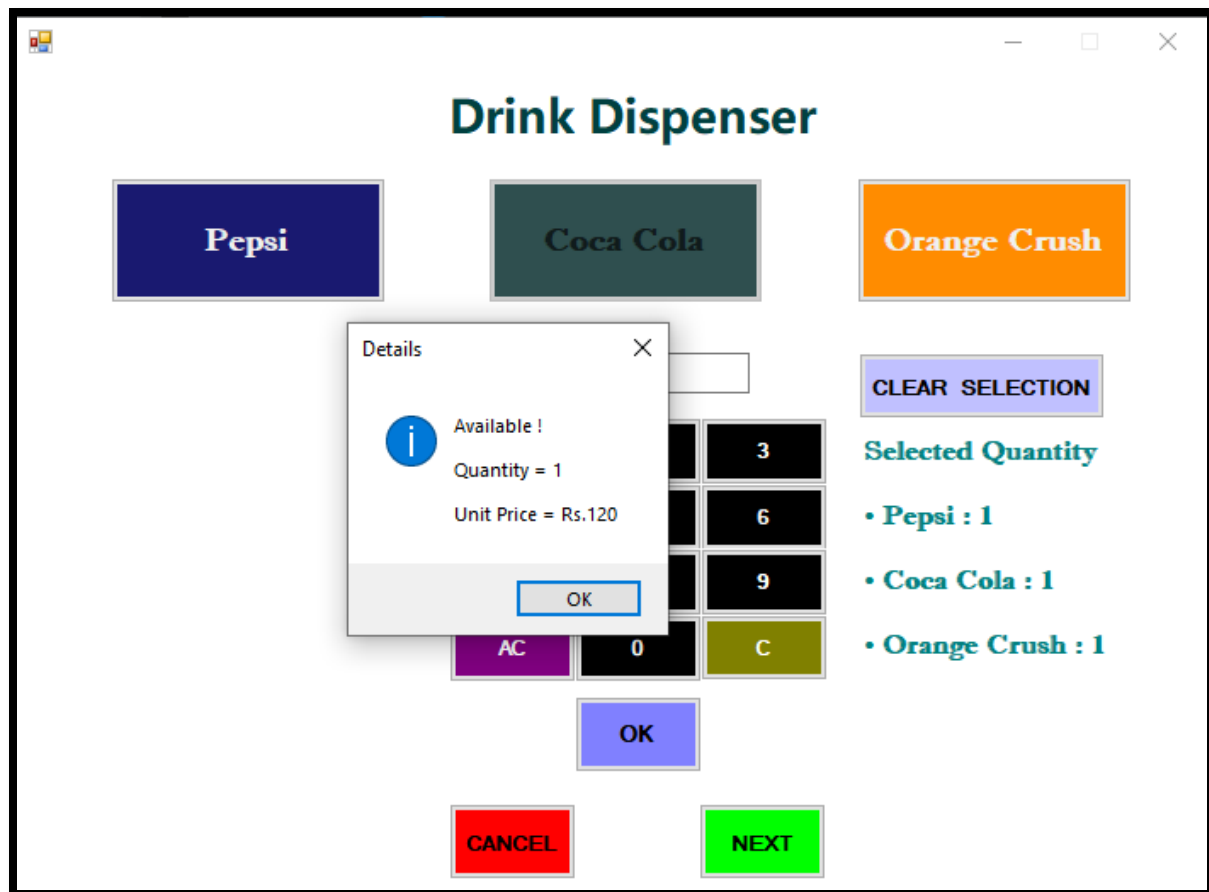 Drink Dispenser
Pepsi
Coca Cola
Orange Crush
Details
Available !
Quantity = 1
Unit Price = Rs.120
OK
CLEAR SELECTION
3
6
9
AC
0
C
OK
CANCEL
NEXT
Selected Quantity
• Pepsi : 1
• Coca Cola : 1
• Orange Crush : 1